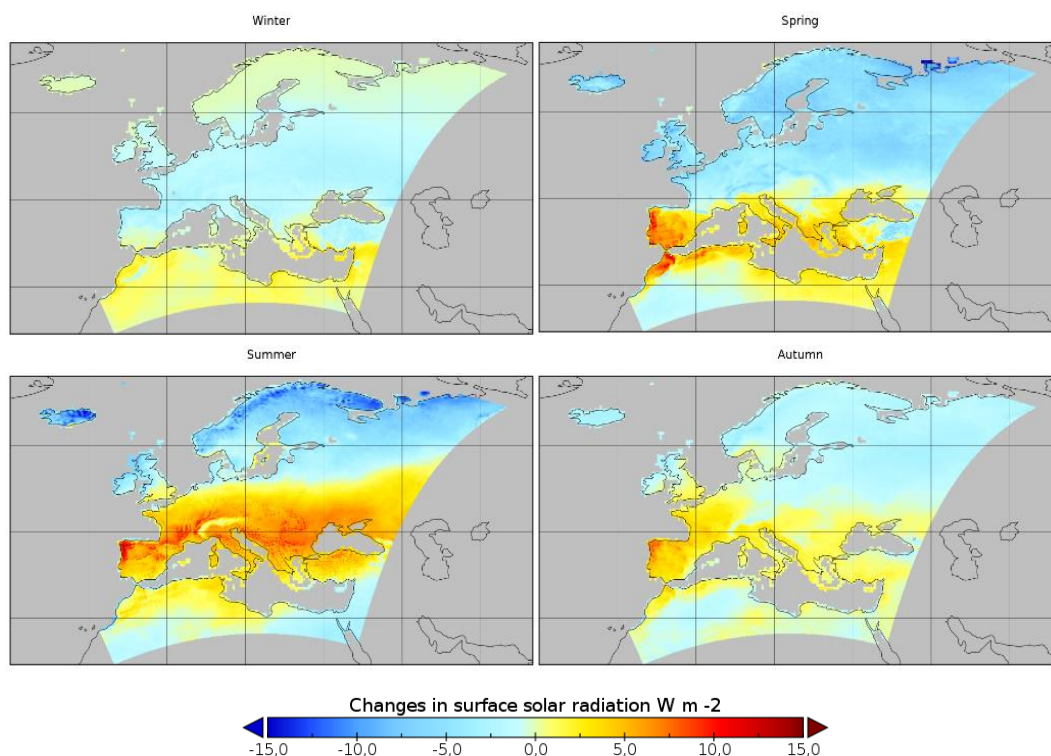 Winter
Spring
Summer
Autumn
Changes in surface solar radiation W m -2
-15.0 -10.0 -5.0 0.0 5.0 10.0 15.0